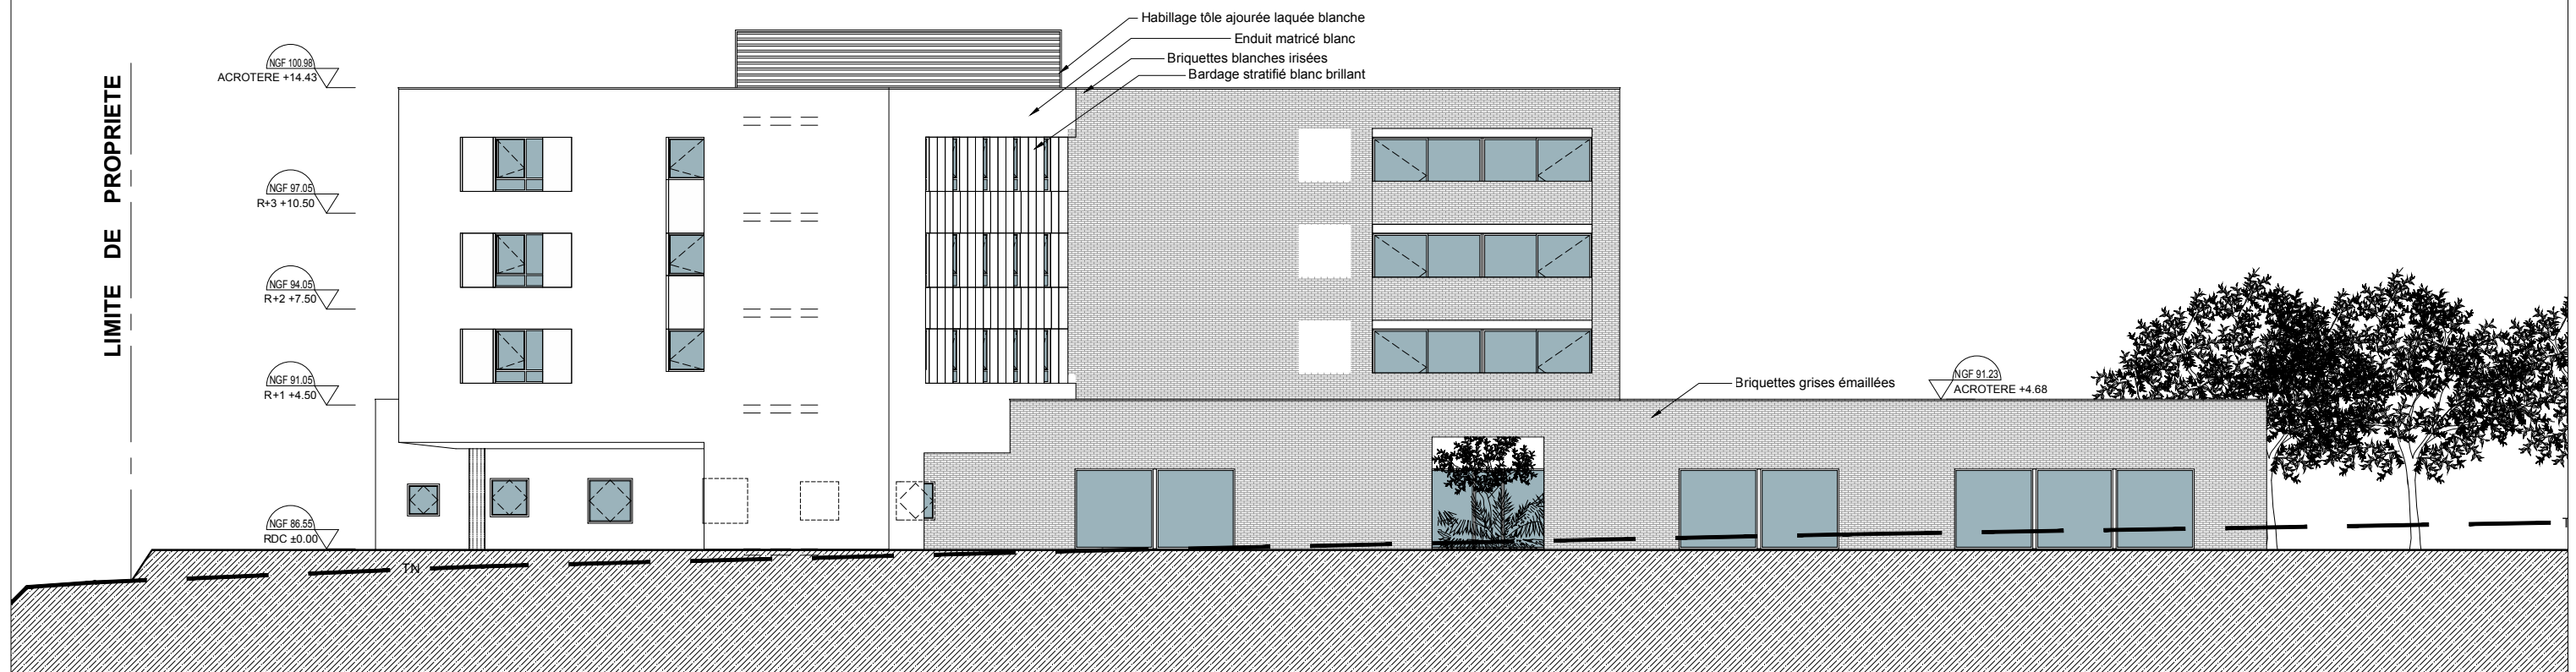 Habillage tôle ajourée laquée blanche
Enduit matricé blanc
Briquettes blanches irisées
Bardage stratifié blanc brillant
NGF 100.98
ACROTERE +14.43
LIMITE DE PROPRIETE
NGF 97.05
R+3 +10.50
NGF 94.05
R+2 +7.50
NGF 91.05
R+1 +4.50
Briquettes grises émaillées
NGF 91.23
ACROTERE +4.68
NGF 86.55
RDC ±0.00
TN
T